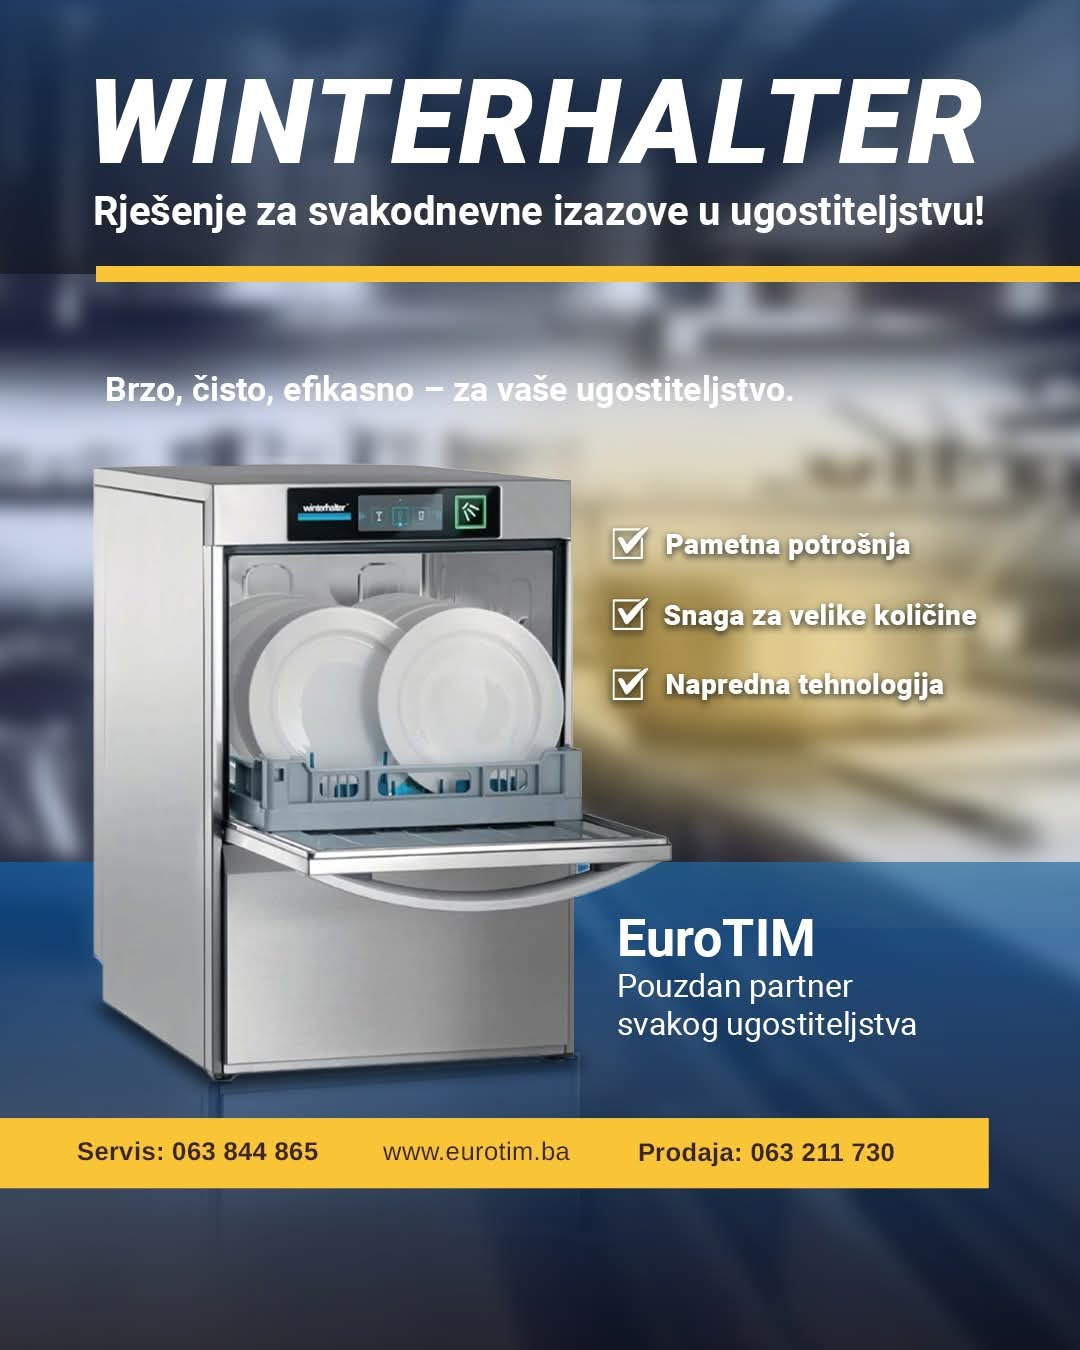 WINTERHALTER
Rješenje za svakodnevne izazove u ugostiteljstvu!
Brzo, čisto, efikasno – za vaše ugostiteljstvo.
winterhalter
Pametna potrošnja
Snaga za velike količine
Napredna tehnologija
EuroTIM
Pouzdan partner
svakog ugostiteljstva
Servis: 063 844 865 www.eurotim.ba Prodaja: 063 211 730